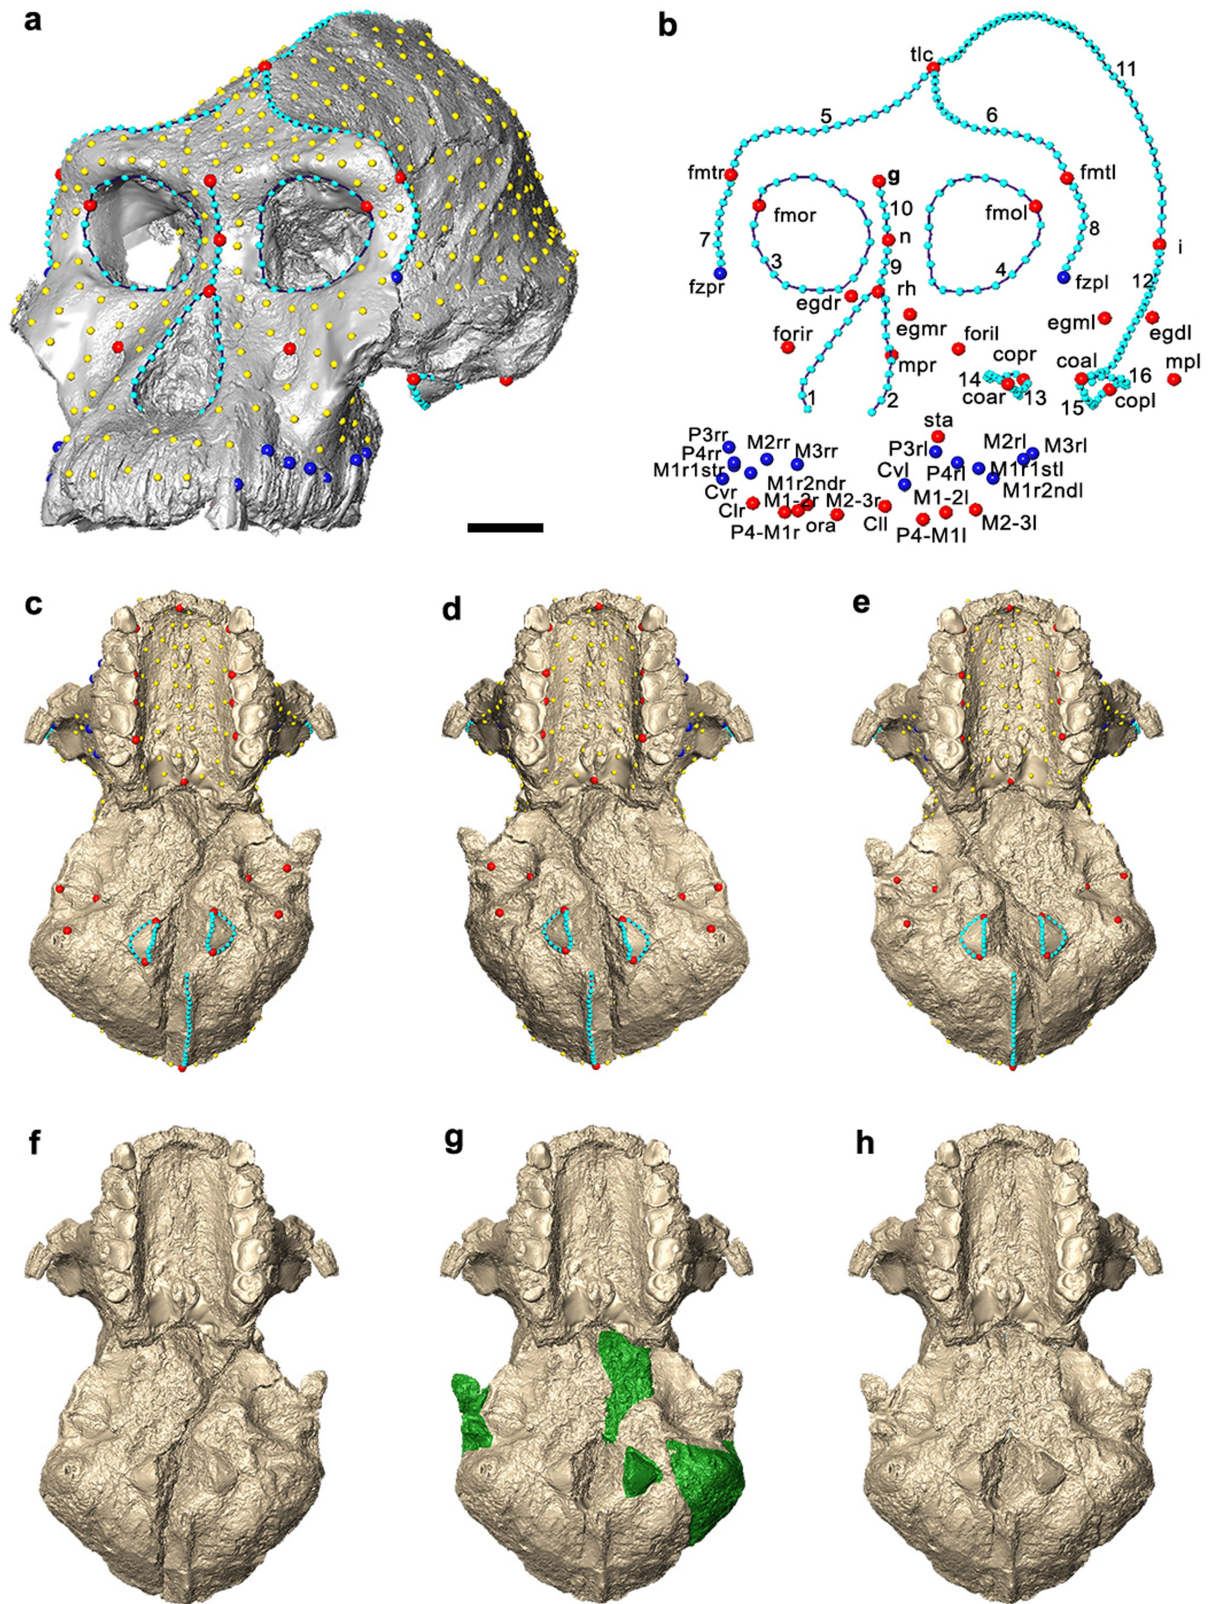 a
b
tlc
11
5
6
fmtr
g
fmtl
fmor
10
fmol
7
n
8
i
3
9
4
12
fzpr
egdr
rh
fzpl
egmr
egml
egdl
forir
foril
mpr
copr
coal
mpl
14
16
1
2
coar
13
15
copl
sta
P3rr
M2rr
M3rr
P3rl
M2rl
M3rl
P4rr
P4rl
M1r1str
M1r1stl
Cvr
M1r2ndr
Cvl
M1r2ndl
CIr
M1-2r
M2-3r
M1-2l
P4-M1r
ora
CIl
P4-M1l
M2-3l
c
d
e
f
g
h